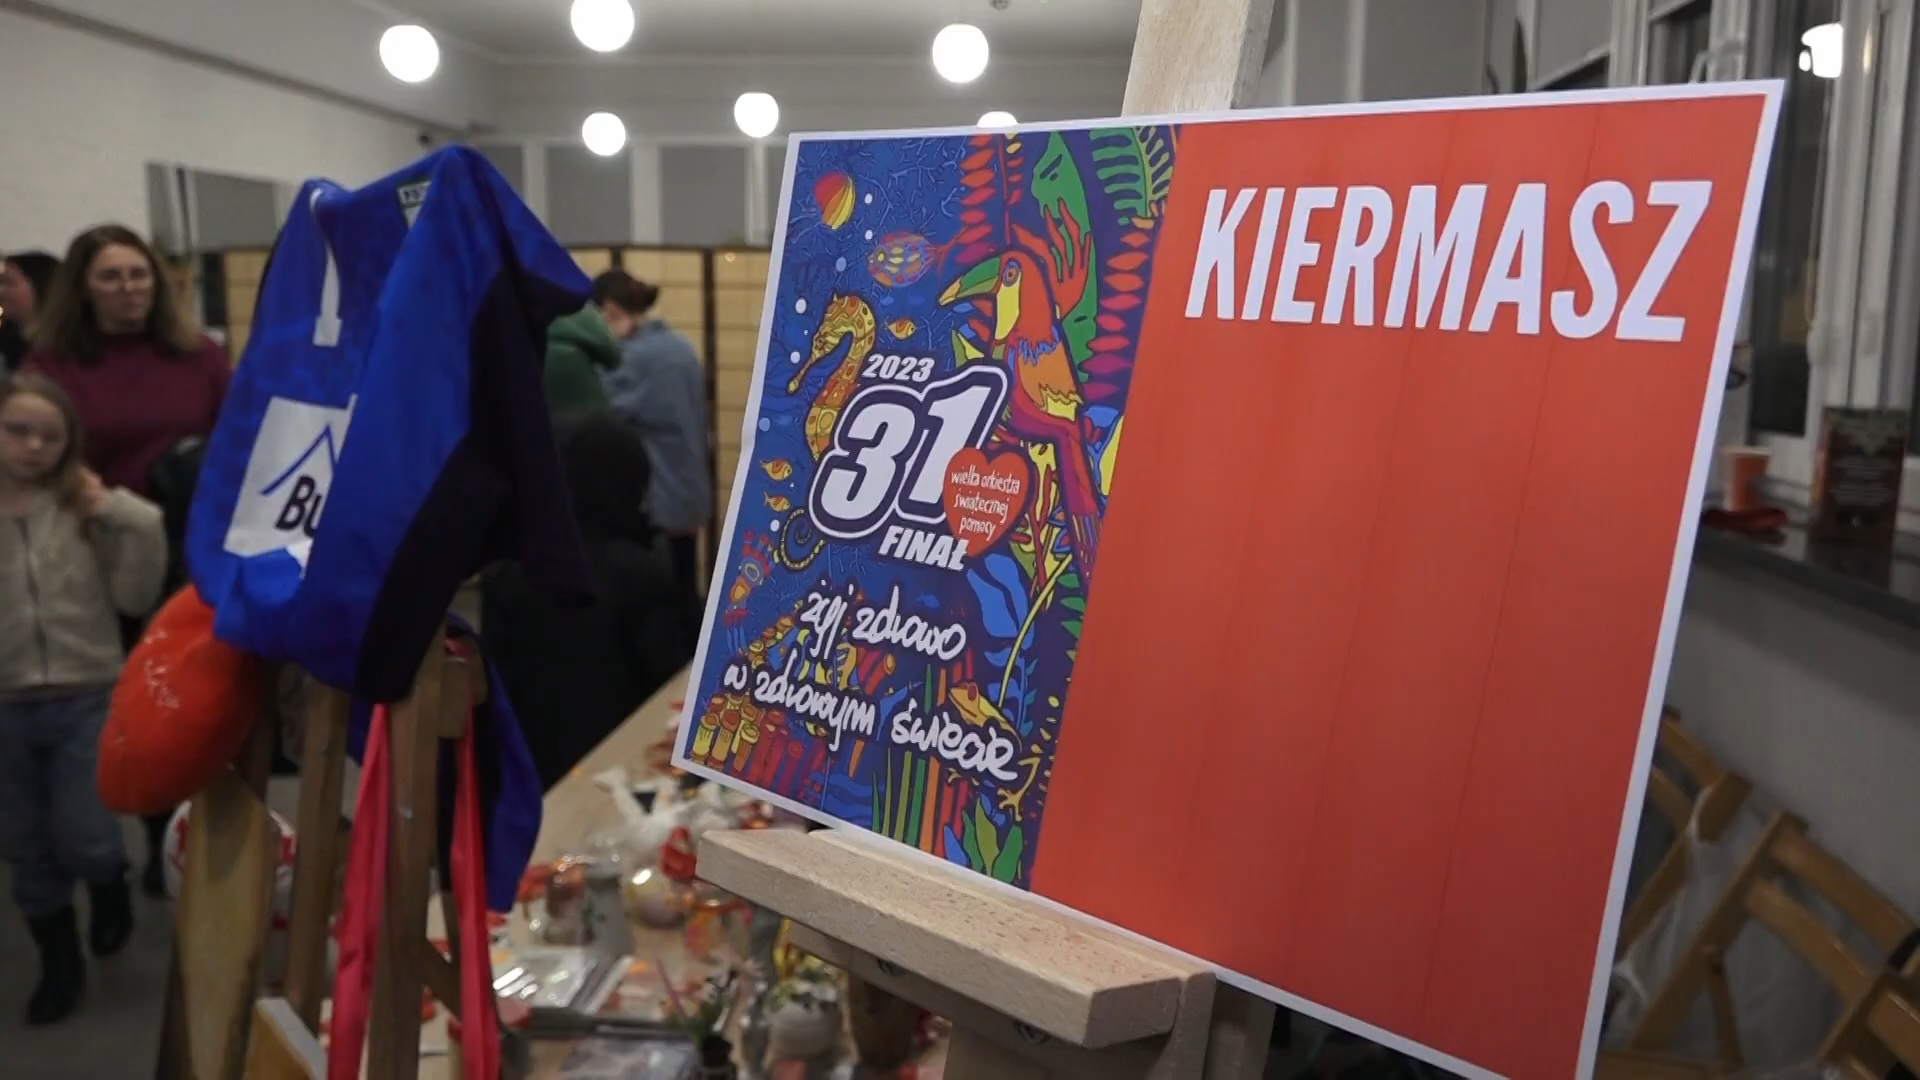 KIERMASZ
2023
31
wielka orkiestra
świątecznej
pomocy
FINAŁ
żyj zdrowo
w zdrowym świecie